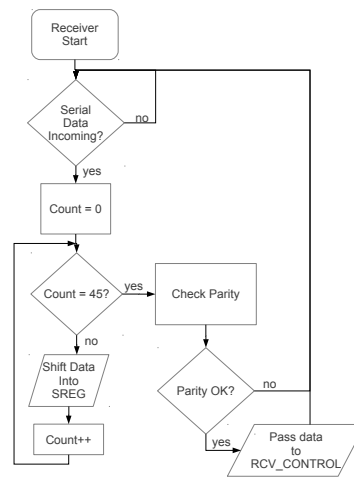 Receiver
Start
Serial
Data
Incoming?
no
yes
Count = 0
Count = 45?
yes
Check Parity
no
Shift Data
Into
SREG
Parity OK?
no
yes
Count++
Pass data
to
RCV_CONTROL